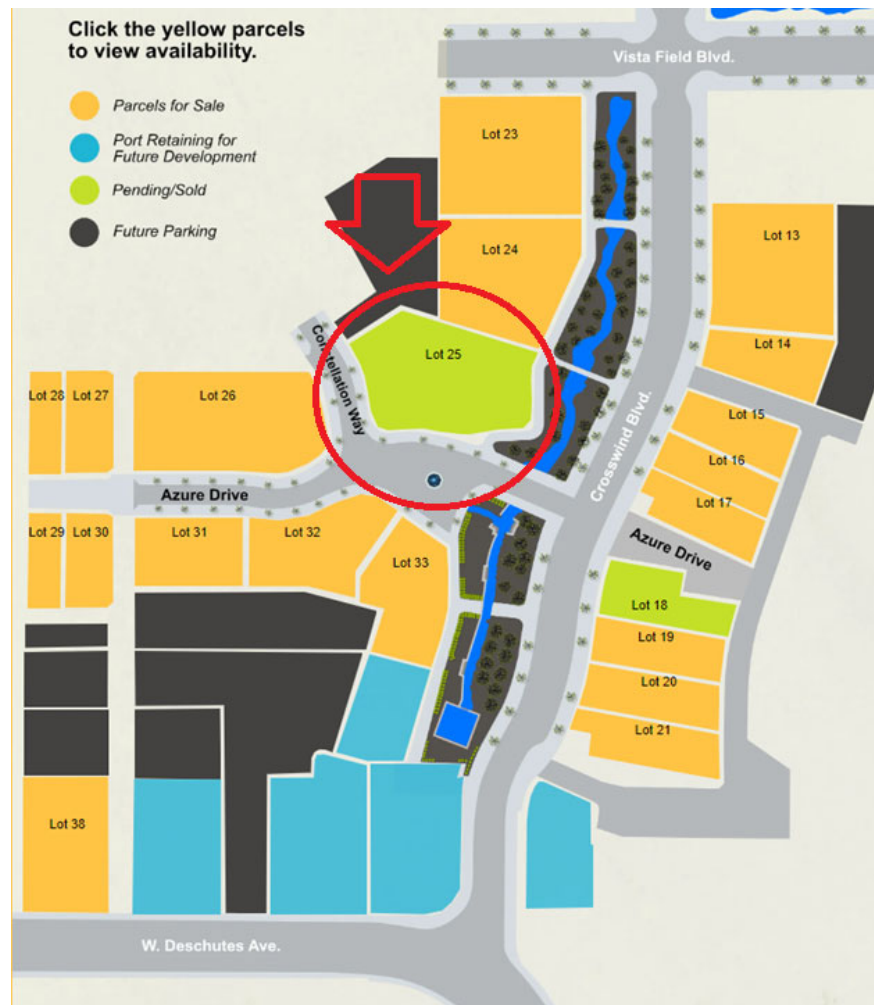 Click the yellow parcels
to view availability.
Parcels for Sale
Port Retaining for
Future Development
Pending/Sold
Future Parking
Vista Field Blvd.
Lot 23
Lot 24
Lot 13
Lot 14
Constellation Way
Lot 25
Lot 28
Lot 27
Lot 26
Crosswind Blvd.
Lot 15
Lot 16
Lot 17
Azure Drive
Lot 29
Lot 30
Lot 31
Lot 32
Lot 33
Azure Drive
Lot 18
Lot 19
Lot 20
Lot 21
Lot 38
W. Deschutes Ave.